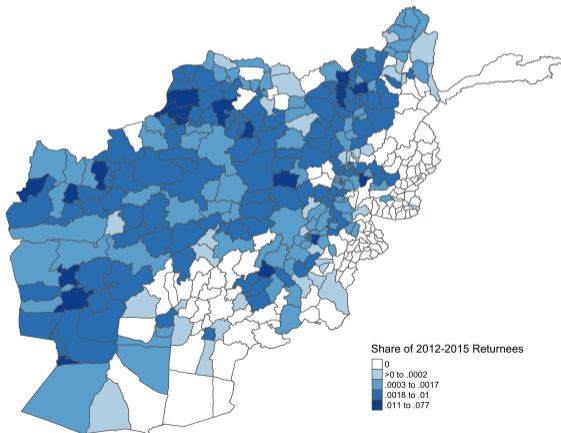 Share of 2012-2015 Returnees
0
>0 to .0002
.0003 to .0017
.0018 to .01
.011 to .077